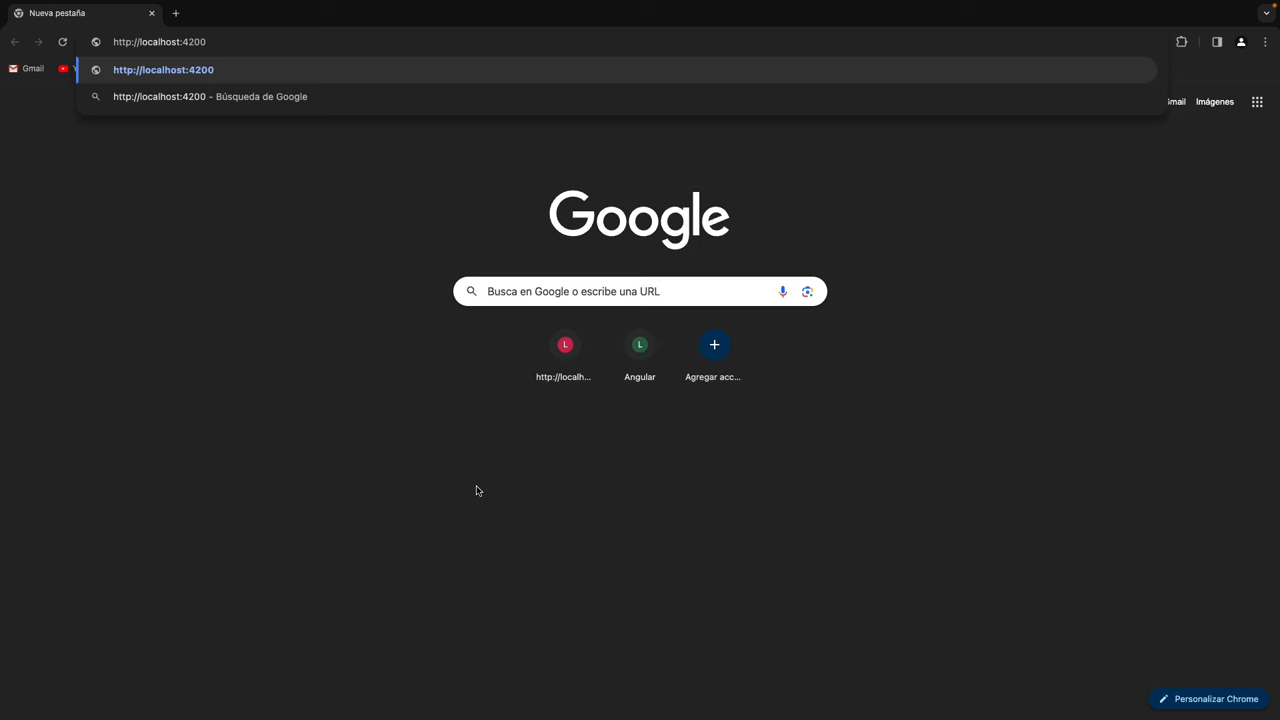 Nueva pestaña
http://localhost:4200
Gmail
http://localhost:4200
http://localhost:4200 - Búsqueda de Google
Imágenes
Google
Busca en Google o escribe una URL
L
L
http://localh...
Angular
Agregar acc...
Personalizar Chrome